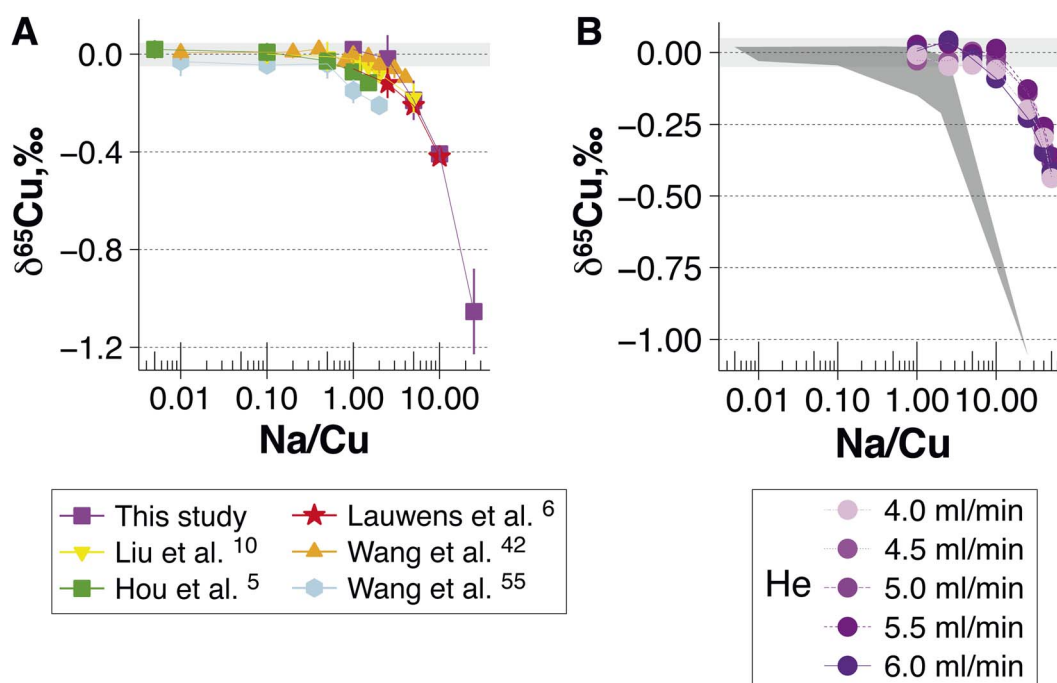 A
δ⁶⁵Cu,‰
0.0
−0.4
−0.8
−1.2
0.01 0.10 1.00 10.00
Na/Cu
This study
Liu et al. ¹⁰
Hou et al. ⁵
Lauwens et al. ⁶
Wang et al. ⁴²
Wang et al. ⁵⁵
B
δ⁶⁵Cu,‰
0.00
−0.25
−0.50
−0.75
−1.00
0.01 0.10 1.00 10.00
Na/Cu
He
4.0 ml/min
4.5 ml/min
5.0 ml/min
5.5 ml/min
6.0 ml/min